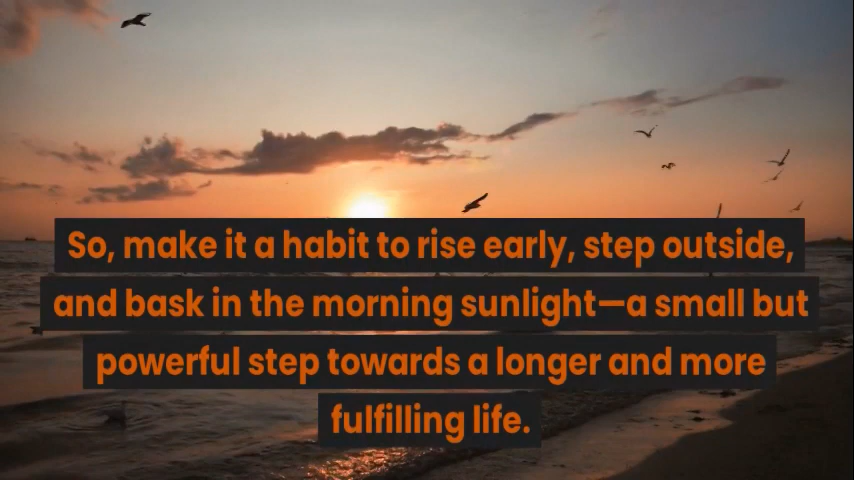 So, make it a habit to rise early, step outside,
and bask in the morning sunlight—a small but
powerful step towards a longer and more
fulfilling life.